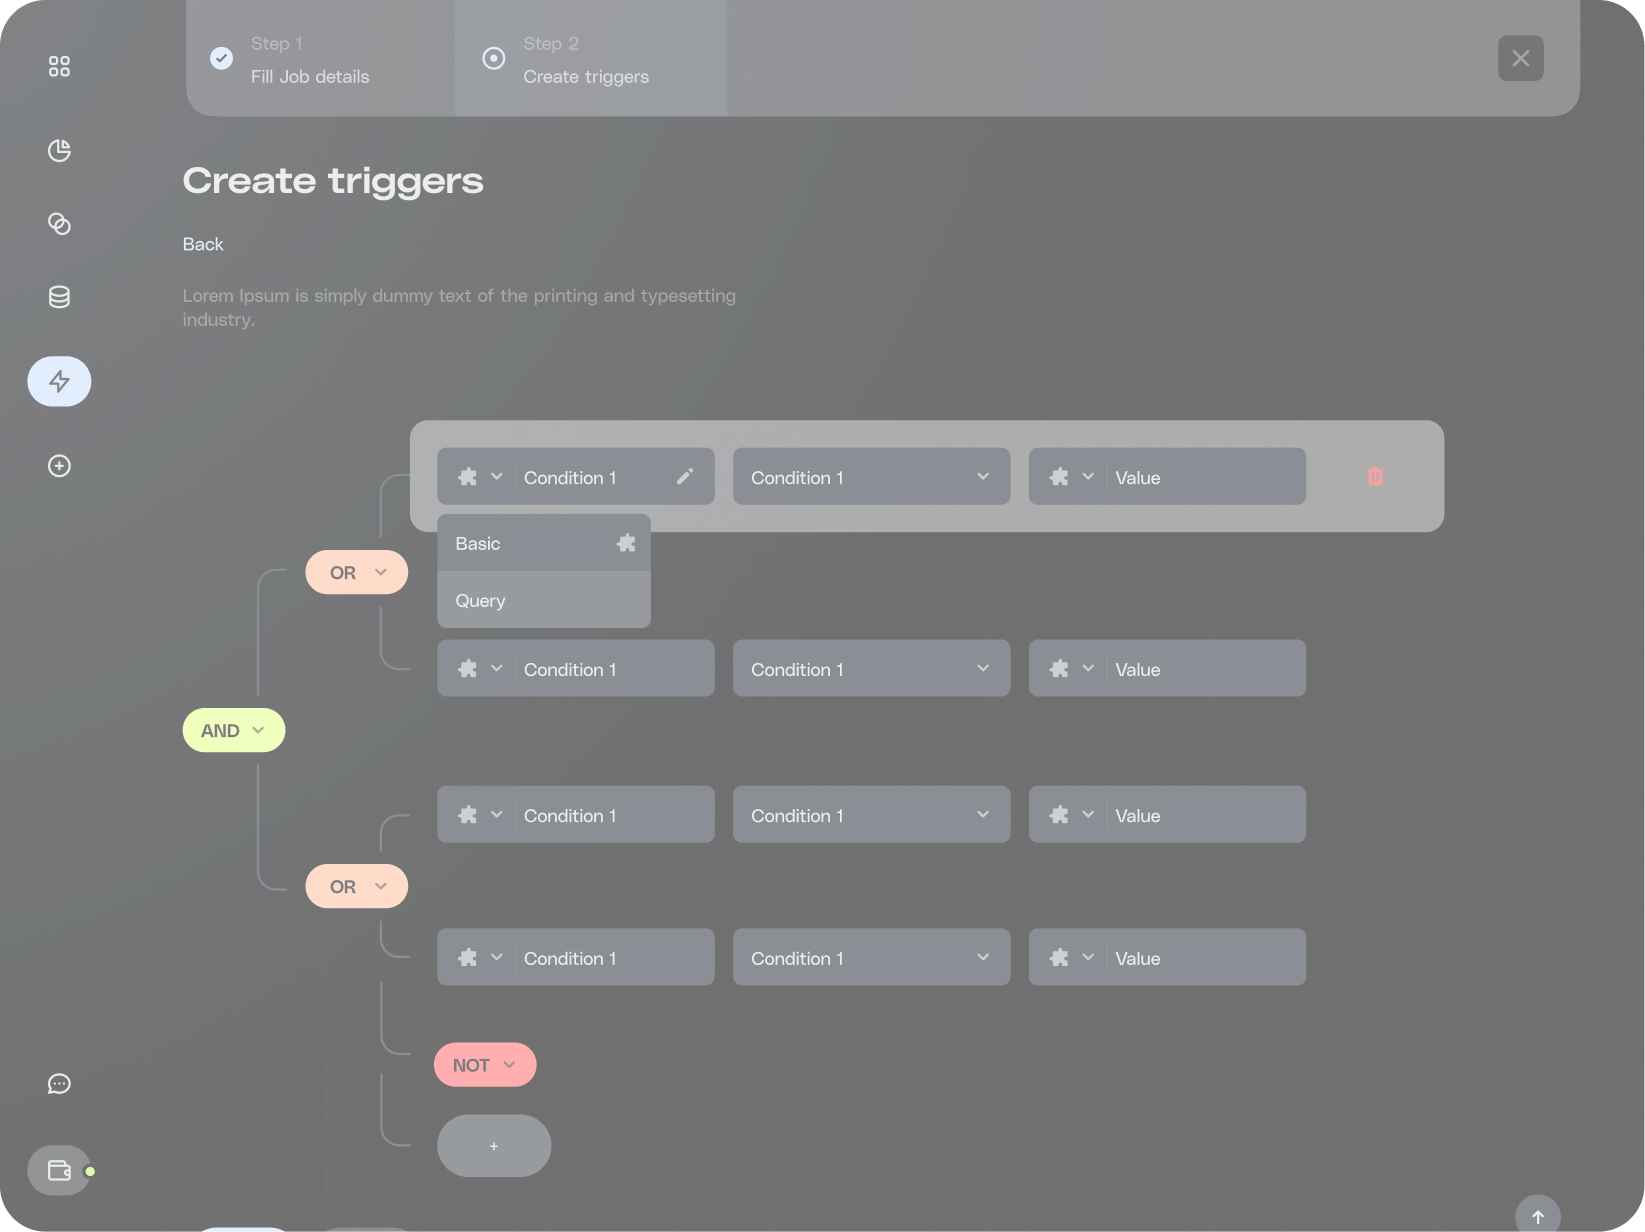 Step 1
Fill Job details
Step 2
Create triggers
Create triggers
Back
Lorem Ipsum is simply dummy text of the printing and typesetting
industry.
Condition 1
Condition 1
Value
Basic
Query
OR
Condition 1
Condition 1
Value
AND
Condition 1
Condition 1
Value
OR
Condition 1
Condition 1
Value
NOT
+